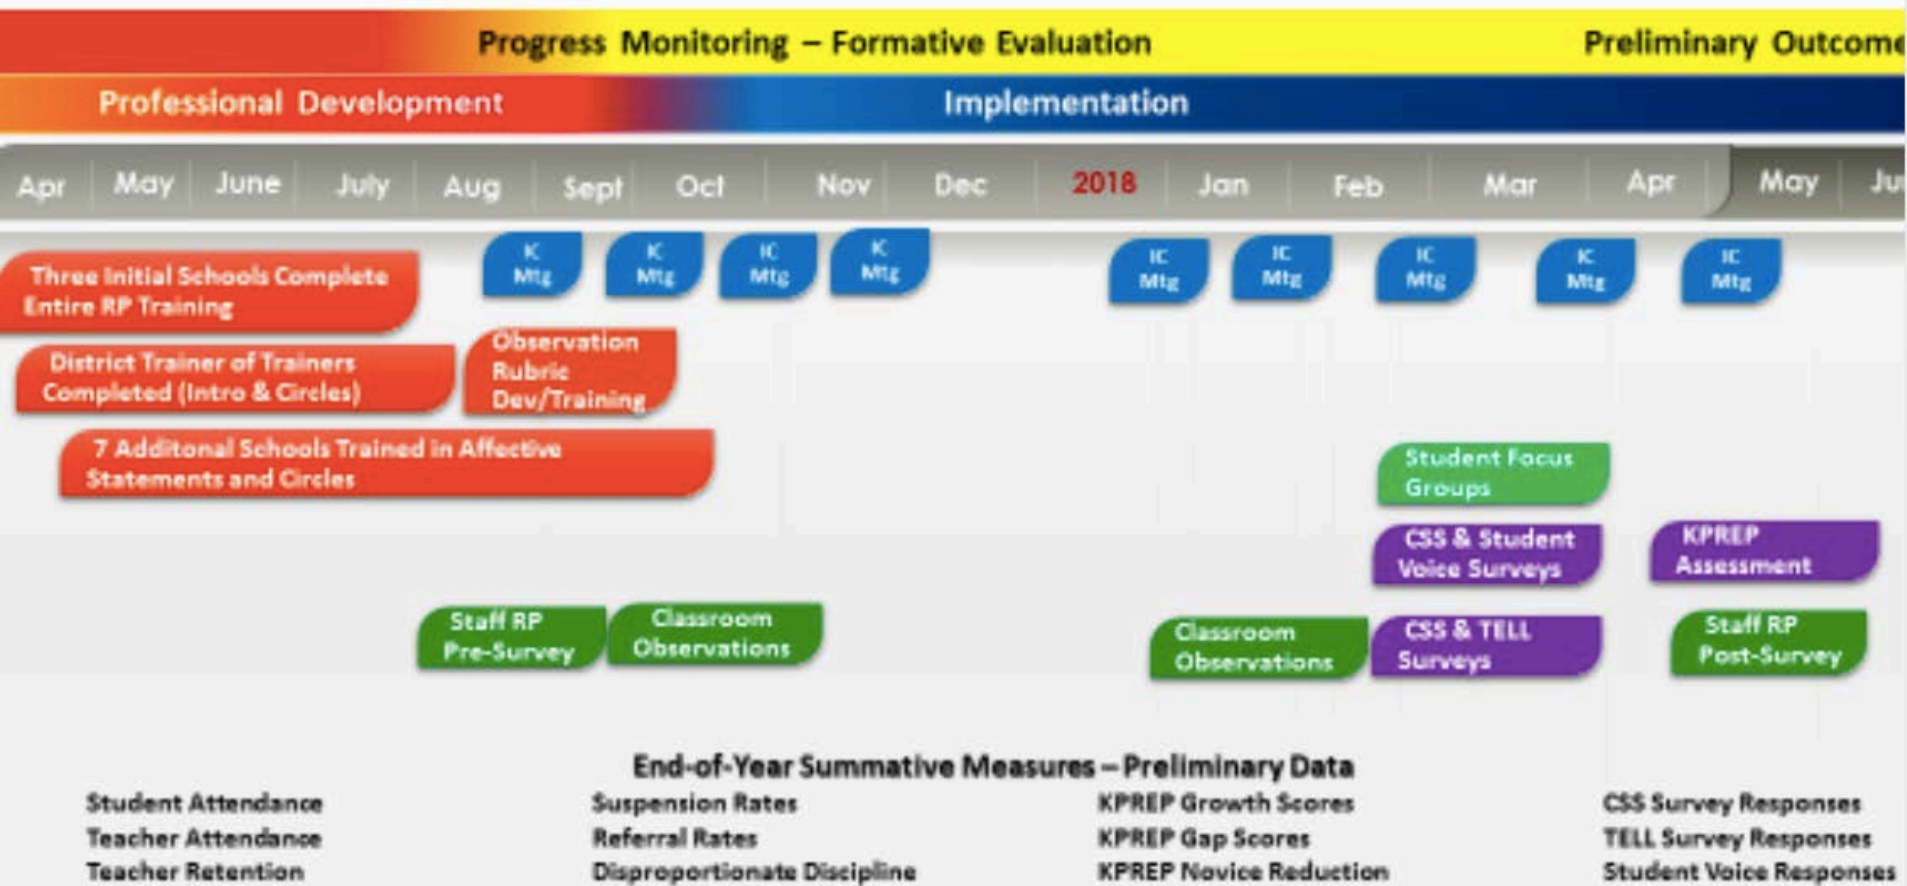 Progress Monitoring – Formative Evaluation
Preliminary Outcome
Professional Development
Implementation
Apr May June July Aug Sept Oct Nov Dec 2018 Jan Feb Mar Apr May Ju
Three Initial Schools Complete
Entire RP Training
IC
Mtg
IC
Mtg
IC
Mtg
IC
Mtg
IC
Mtg
IC
Mtg
IC
Mtg
IC
Mtg
IC
Mtg
District Trainer of Trainers
Completed (Intro & Circles)
Observation
Rubric
Dev/Training
7 Additonal Schools Trained in Affective
Statements and Circles
Student Focus
Groups
CSS & Student
Voice Surveys
KPREP
Assessment
Staff RP
Pre-Survey
Classroom
Observations
Classroom
Observations
CSS & TELL
Surveys
Staff RP
Post-Survey
End-of-Year Summative Measures – Preliminary Data
Student Attendance
Teacher Attendance
Teacher Retention
Suspension Rates
Referral Rates
Disproportionate Discipline
KPREP Growth Scores
KPREP Gap Scores
KPREP Novice Reduction
CSS Survey Responses
TELL Survey Responses
Student Voice Responses